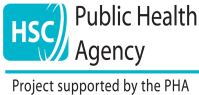 HSC
Public Health
Agency
Project supported by the PHA